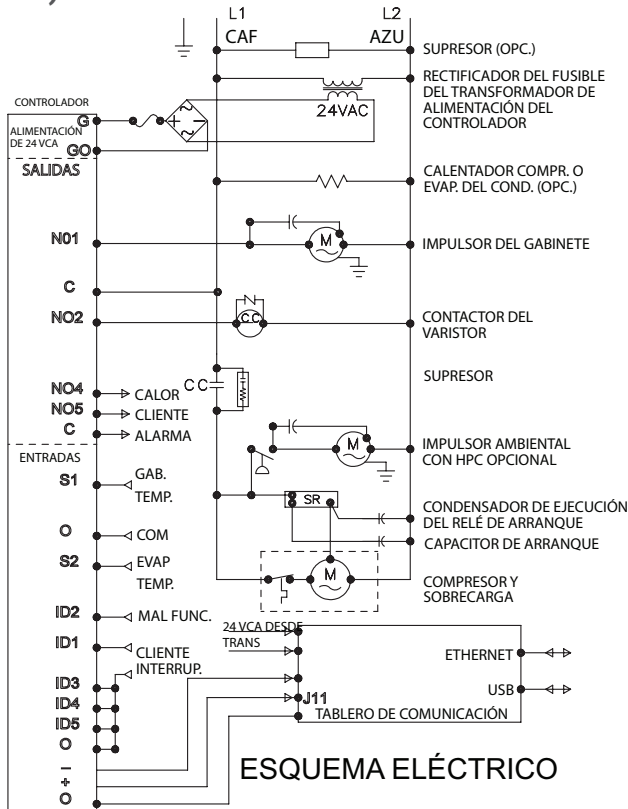 L1
L2
CAF
AZU
SUPRESOR (OPC.)
RECTIFICADOR DEL FUSIBLE
DEL TRANSFORMADOR DE
ALIMENTACIÓN DEL
CONTROLADOR
24VAC
CONTROLADOR
G
ALIMENTACIÓN
DE 24 VCA
GO
SALIDAS
CALENTADOR COMPR. O
EVAP. DEL COND. (OPC.)
N01
M
IMPULSOR DEL GABINETE
C
NO2
CC
CONTACTOR DEL
VARISTOR
CC
SUPRESOR
NO4
CALOR
NO5
CLIENTE
C
ALARMA
ENTRADAS
M
IMPULSOR AMBIENTAL
CON HPC OPCIONAL
S1
GAB.
TEMP.
SR
CONDENSADOR DE EJECUCIÓN
DEL RELÉ DE ARRANQUE
O
COM
CAPACITOR DE ARRANQUE
S2
EVAP
TEMP.
M
COMPRESOR Y
SOBRECARGA
ID2
MAL FUNC.
24 VCA DESDE
TRANS
ID1
CLIENTE
INTERRUP.
ETHERNET
ID3
USB
ID4
J11
TABLERO DE COMUNICACIÓN
ID5
O
ESQUEMA ELÉCTRICO
-
+
O